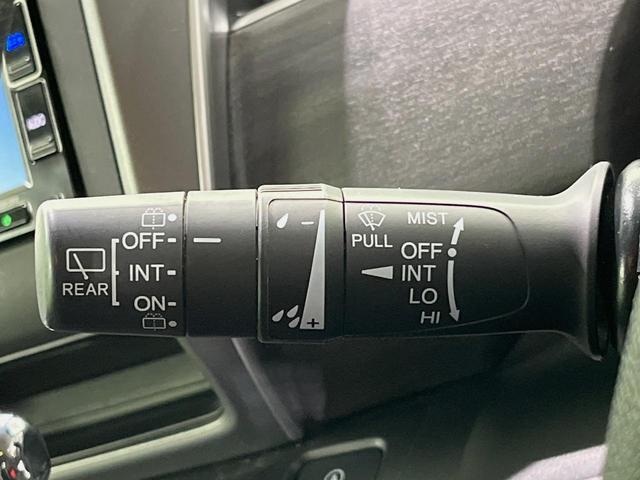 REAR
OFF
INT
ON
-
+
PULL
MIST
OFF
INT
LO
HI